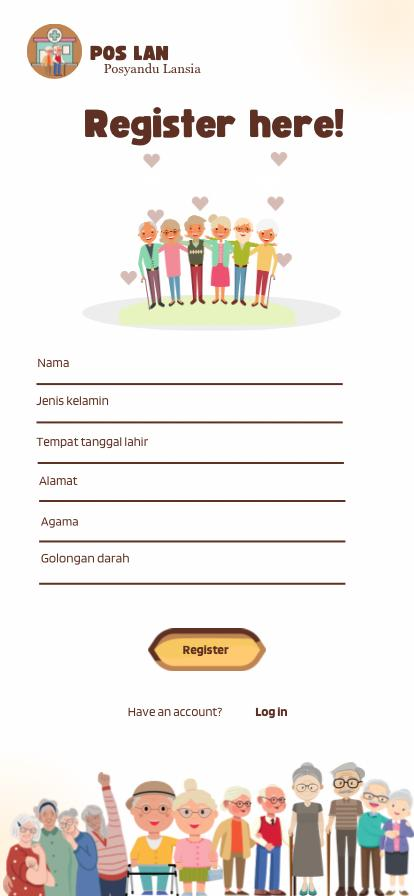 POS LAN
Posyandu Lansia
Register here!
Nama
Jenis kelamin
Tempat tanggal lahir
Alamat
Agama
Golongan darah
Register
Have an account? Log in